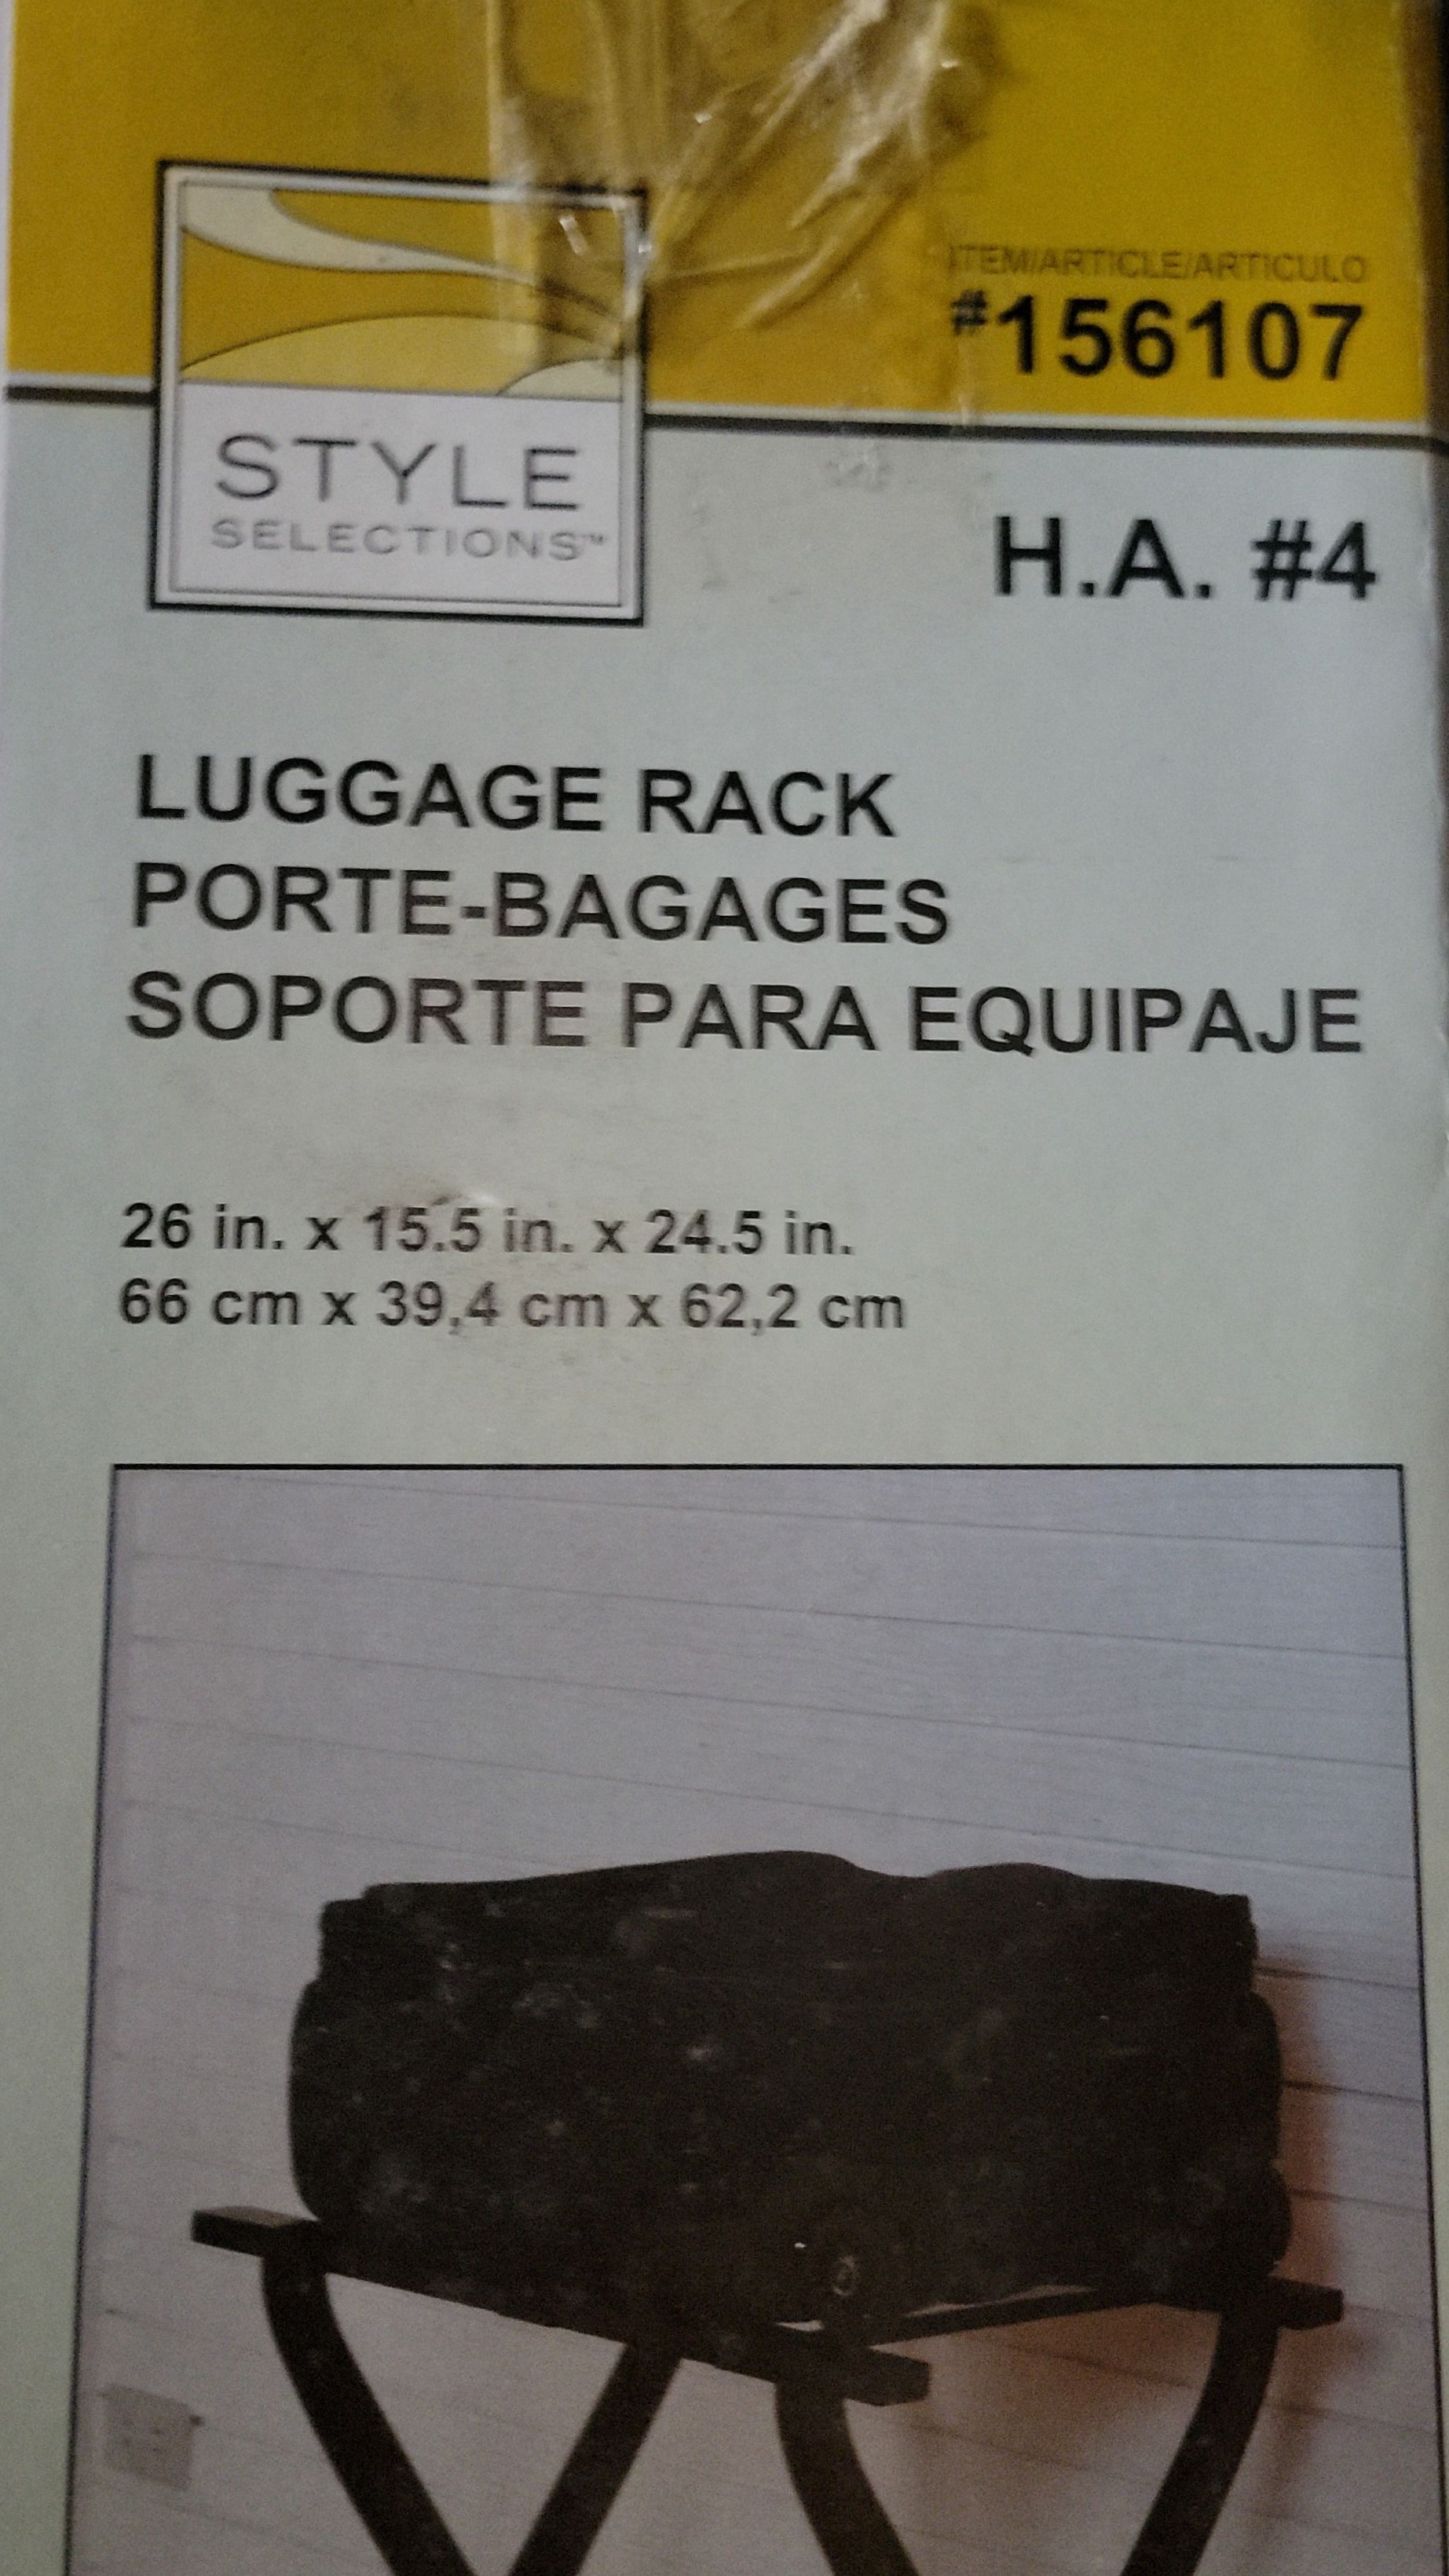 ITEM/ARTICLE/ARTICULO
#156107
STYLE
SELECTIONS™
H.A. #4
LUGGAGE RACK
PORTE-BAGAGES
SOPORTE PARA EQUIPAJE
26 in. x 15.5 in. x 24.5 in.
66 cm x 39,4 cm x 62,2 cm